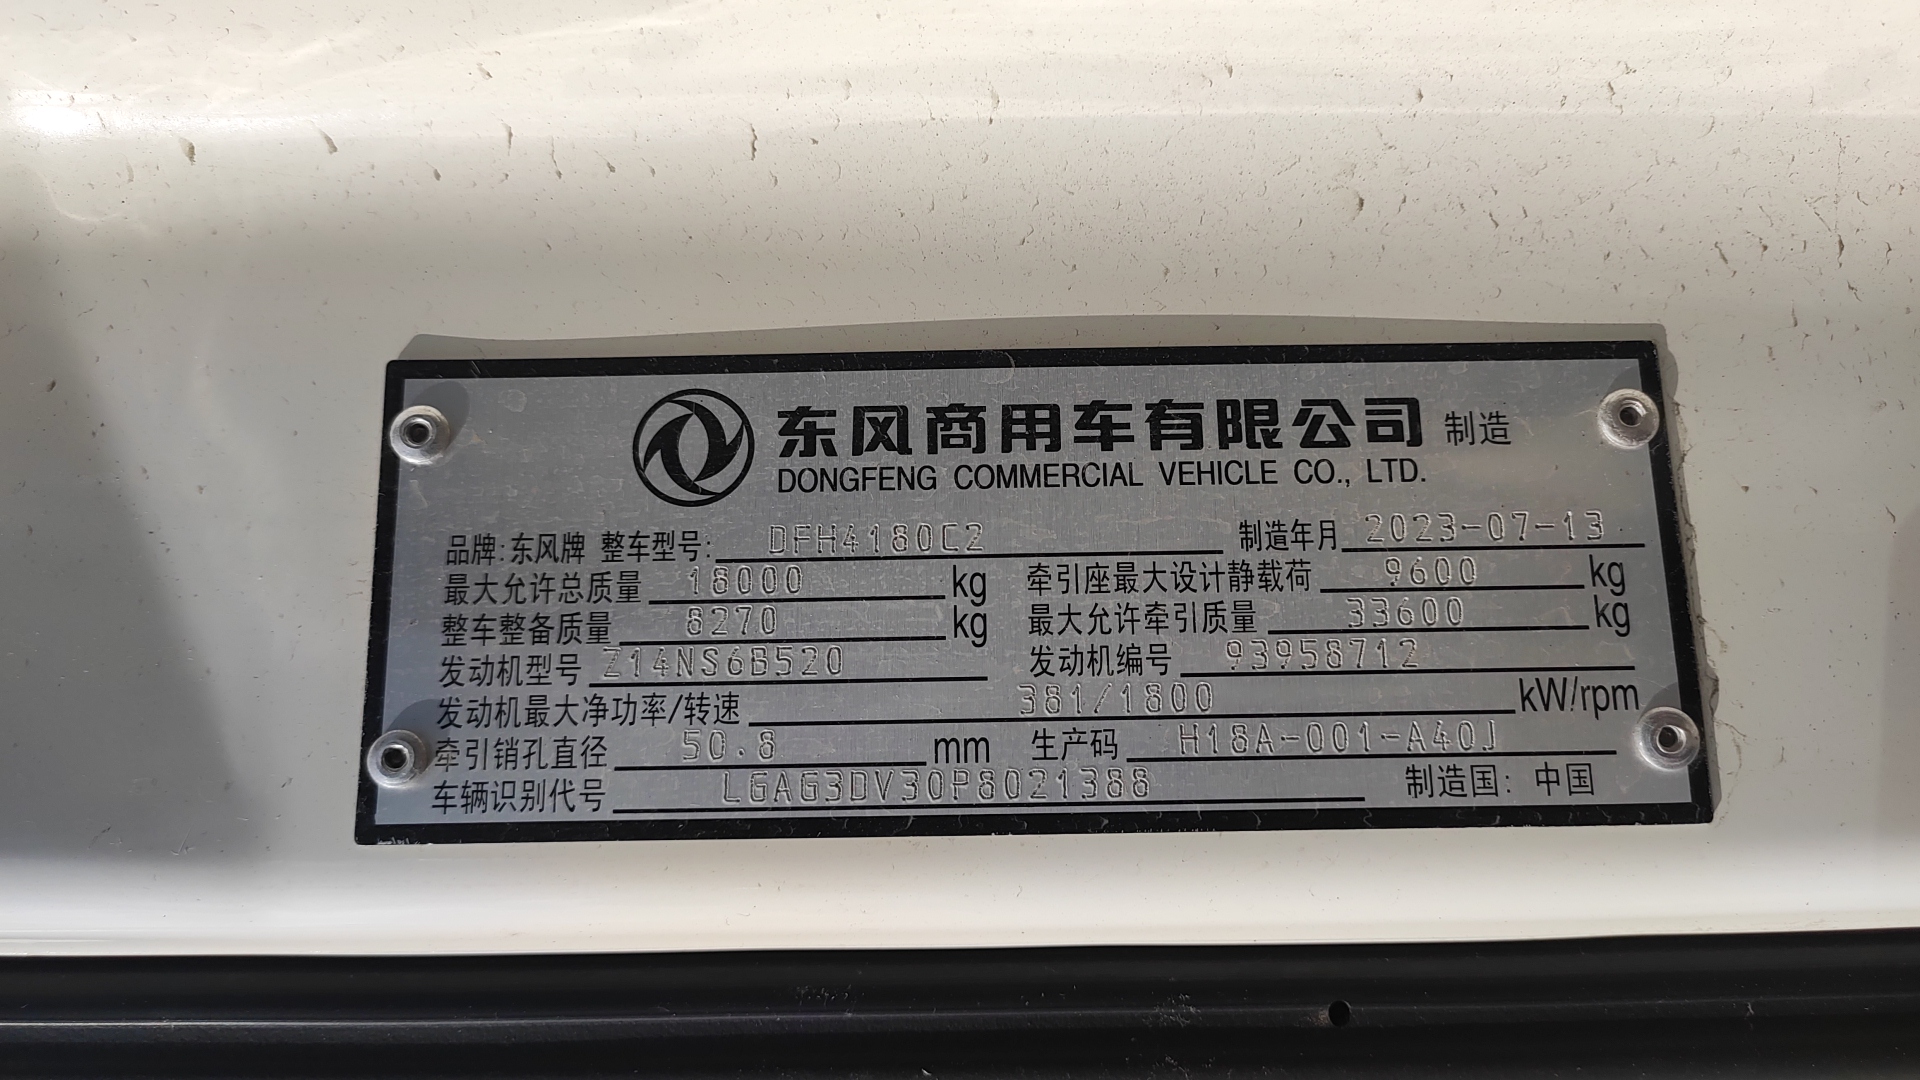 东风商用车有限公司 制造
DONGFENG COMMERCIAL VEHICLE CO., LTD.
品牌:东风牌 整车型号: DFH4180C2 制造年月 2023-07-13
最大允许总质量 18000 kg 牵引座最大设计静载荷 9600 kg
整车整备质量 8270 kg 最大允许牵引质量 33600 kg
发动机型号 Z14NS6B520 发动机编号 93958712
发动机最大净功率/转速 381/1800 kW/rpm
牵引销孔直径 50.8 mm 生产码 H18A-001-A40J
车辆识别代号 LGAG3DV30P8021388 制造国: 中国